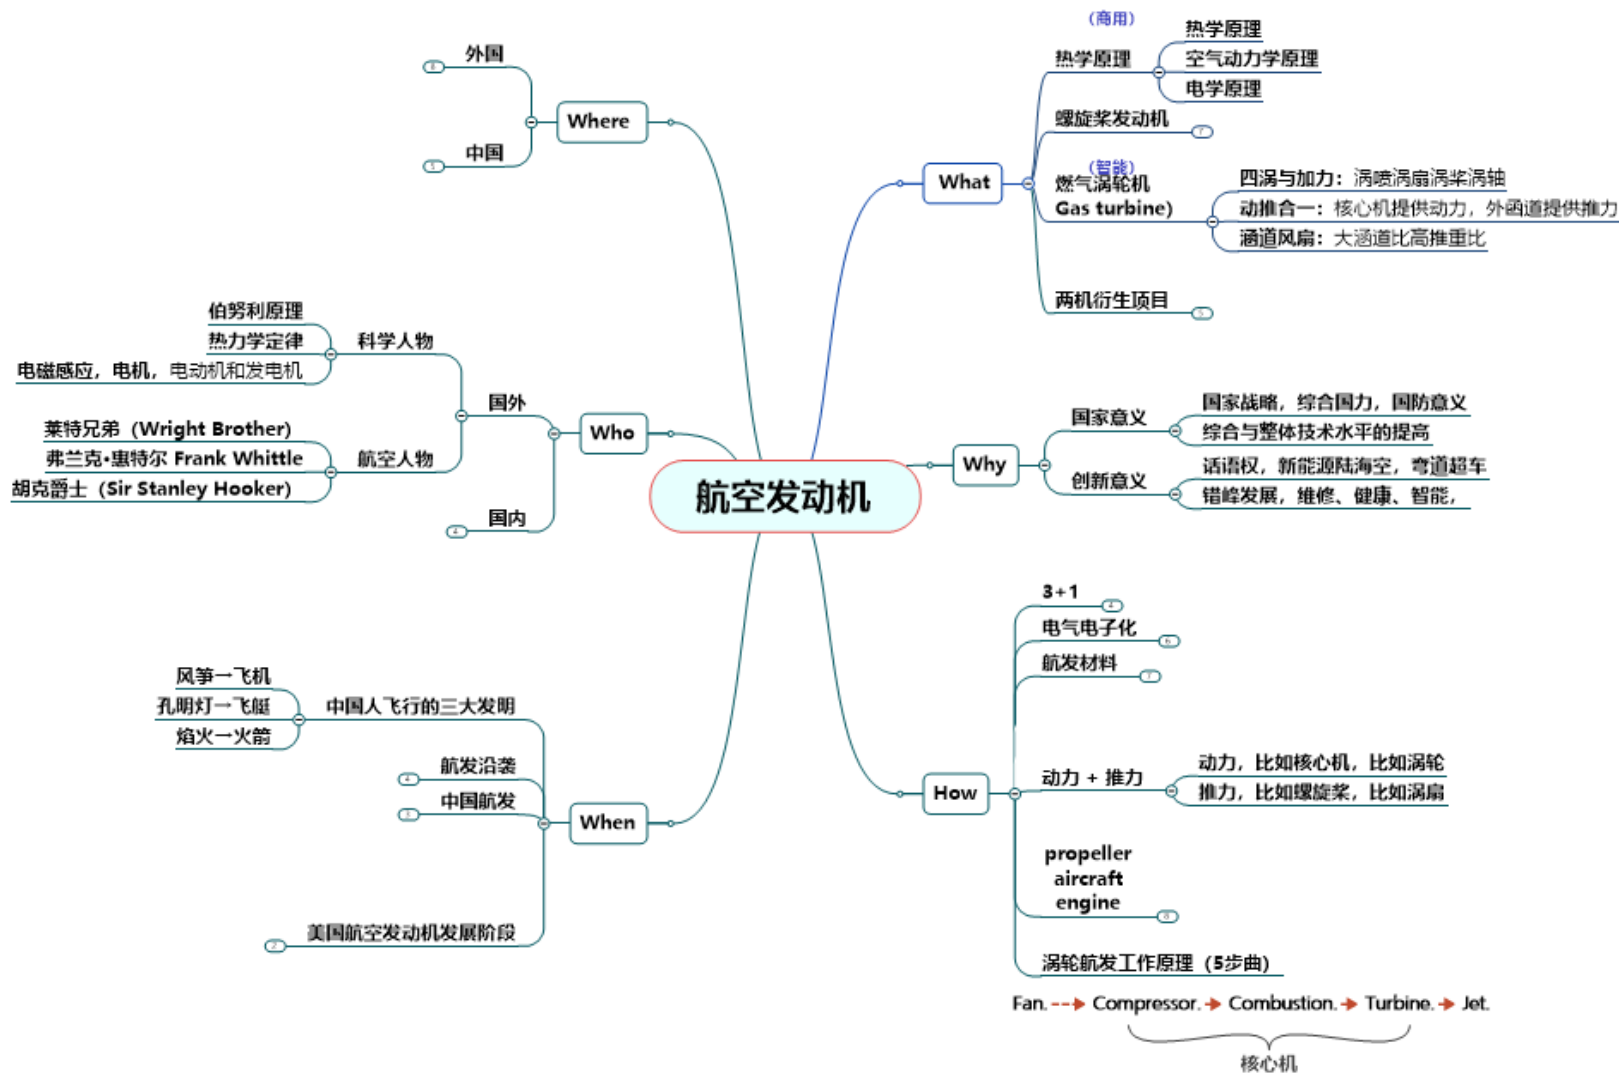 航空发动机
What
(商用)
热学原理
热学原理
空气动力学原理
电学原理
螺旋桨发动机
7
(智能)
燃气涡轮机
Gas turbine)
四涡与加力：涡喷涡扇涡桨涡轴
动推合一：核心机提供动力，外函道提供推力
涵道风扇：大涵道比高推重比
两机衍生项目
5
Why
国家意义
国家战略，综合国力，国防意义
综合与整体技术水平的提高
创新意义
话语权，新能源陆海空，弯道超车
错峰发展，维修、健康、智能，
How
3+1
4
电气电子化
6
航发材料
7
动力 + 推力
动力，比如核心机，比如涡轮
推力，比如螺旋桨，比如涡扇
propeller
aircraft
engine
8
涡轮航发工作原理（5步曲）
Fan. Compressor. Combustion. Turbine. Jet.
核心机
Where
外国
中国
5
Who
国外
科学人物
伯努利原理
热力学定律
电磁感应，电机，电动机和发电机
航空人物
莱特兄弟（Wright Brother）
弗兰克·惠特尔 Frank Whittle
胡克爵士（Sir Stanley Hooker）
国内
4
When
中国人飞行的三大发明
风筝→飞机
孔明灯→飞艇
焰火→火箭
航发沿袭
4
中国航发
3
美国航空发动机发展阶段
2